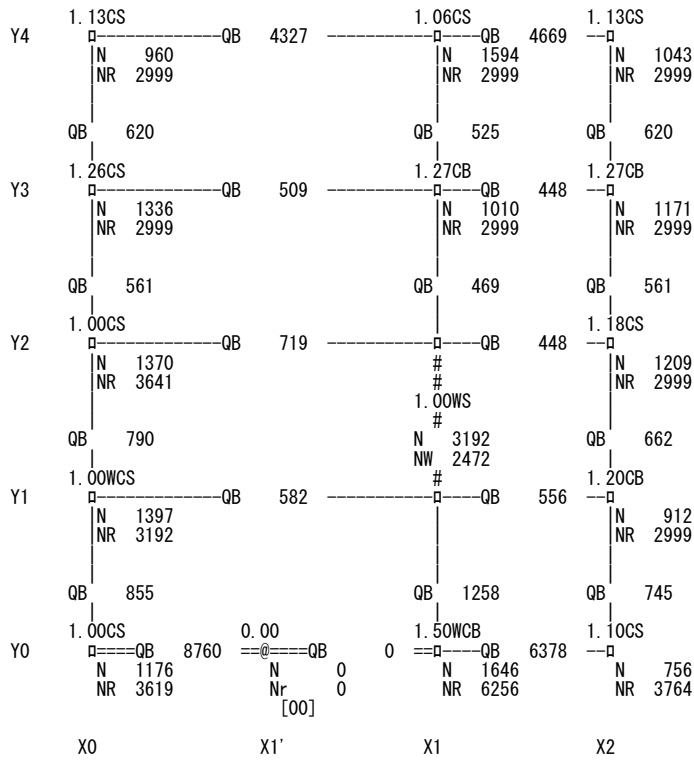 1.13CS 1.06CS 1.13CS
Y4 ¤-------------QB 4327 -----------¤----QB 4669 --¤
|N 960 |N 1594 |N 1043
|NR 2999 |NR 2999 |NR 2999
| | |
QB 620 QB 525 QB 620
| | |
1.26CS 1.27CB 1.27CB
Y3 ¤-------------QB 509 -----------¤----QB 448 --¤
|N 1336 |N 1010 |N 1171
|NR 2999 |NR 2999 |NR 2999
| | |
QB 561 QB 469 QB 561
| | |
1.00CS | 1.18CS
Y2 ¤-------------QB 719 -----------¤----QB 448 --¤
|N 1370 # |N 1209
|NR 3641 # |NR 2999
| 1.00WS |
| # |
QB 790 N 3192 QB 662
| NW 2472 |
1.00WCS # 1.20CB
Y1 ¤-------------QB 582 -----------¤----QB 556 --¤
|N 1397 | |N 912
|NR 3192 | |NR 2999
| | |
QB 855 QB 1258 QB 745
| | |
1.00CS 0.00 1.50WCB 1.10CS
Y0 ¤====QB 8760 ==@====QB 0 ==¤----QB 6378 --¤
N 1176 N 0 N 1646 N 756
NR 3619 Nr 0 NR 6256 NR 3764
[00]
X0 X1' X1 X2